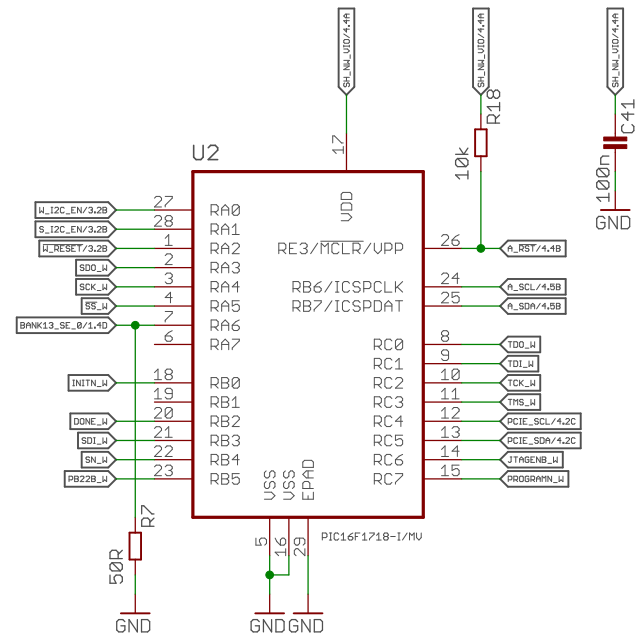 SH_NW_VIO/4.4A
SH_NW_VIO/4.4A
SH_NW_VIO/4.4A
17
R18
10k
C41
100n
GND
U2
VDD
W_I2C_EN/3.2B 27 RA0
S_I2C_EN/3.2B 28 RA1
W_RESET/3.2B 1 RA2
RE3/MCLR/VPP 26 A_RST/4.4B
SDO_W 2 RA3
SCK_W 3 RA4
RB6/ICSPCLK 24 A_SCL/4.5B
SS_W 4 RA5
RB7/ICSPDAT 25 A_SDA/4.5B
BANK13_SE_0/1.4D 7 RA6
6 RA7
RC0 8 TDO_W
RC1 9 TDI_W
INITN_W 18 RB0
RC2 10 TCK_W
19 RB1
RC3 11 TMS_W
DONE_W 20 RB2
RC4 12 PCIE_SCL/4.2C
SDI_W 21 RB3
RC5 13 PCIE_SDA/4.2C
SN_W 22 RB4
RC6 14 JTAGENB_W
PB22B_W 23 RB5
RC7 15 PROGRAMN_W
VSS
VSS
EPAD
R7
50R
5
16
29
PIC16F1718-I/MV
GND
GND
GND